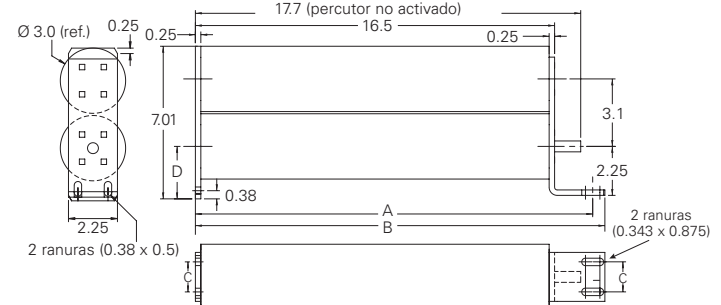 17.7 (percutor no activado)
16.5
0.25
0.25
0.25
Ø 3.0 (ref.)
7.01
3.1
D
2.25
0.38
A
B
2.25
2 ranuras (0.38 x 0.5)
2 ranuras
(0.343 x 0.875)
C
C